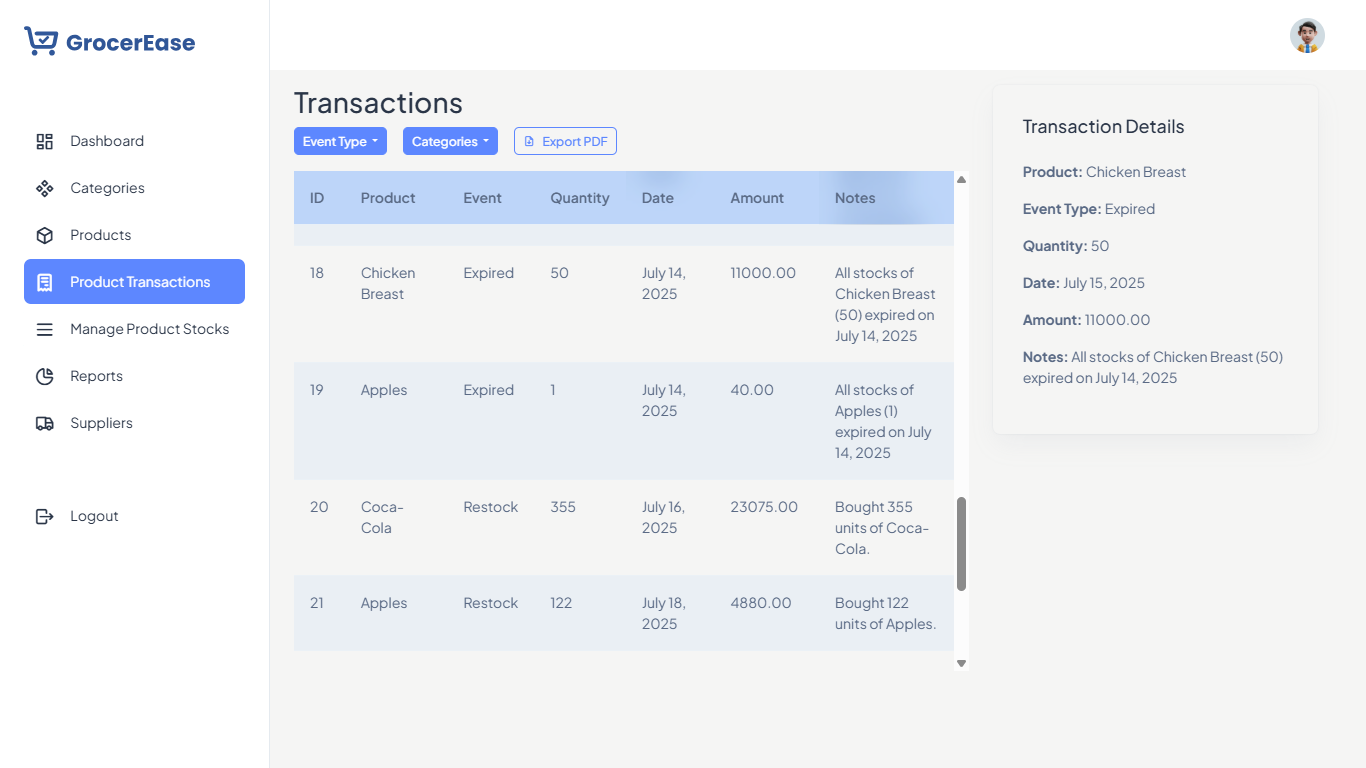 GrocerEase
Dashboard
Categories
Products
Product Transactions
Manage Product Stocks
Reports
Suppliers
Logout
Transactions
Event Type
Categories
Export PDF
ID Product Event Quantity Date Amount Notes
18 Chicken Expired 50 July 14, 11000.00 All stocks of
Breast 2025 Chicken Breast
(50) expired on
July 14, 2025
19 Apples Expired 1 July 14, 40.00 All stocks of
2025 Apples (1)
expired on July
14, 2025
20 Coca- Restock 355 July 16, 23075.00 Bought 355
Cola 2025 units of Coca-
Cola.
21 Apples Restock 122 July 18, 4880.00 Bought 122
2025 units of Apples.
Transaction Details
Product: Chicken Breast
Event Type: Expired
Quantity: 50
Date: July 15, 2025
Amount: 11000.00
Notes: All stocks of Chicken Breast (50)
expired on July 14, 2025